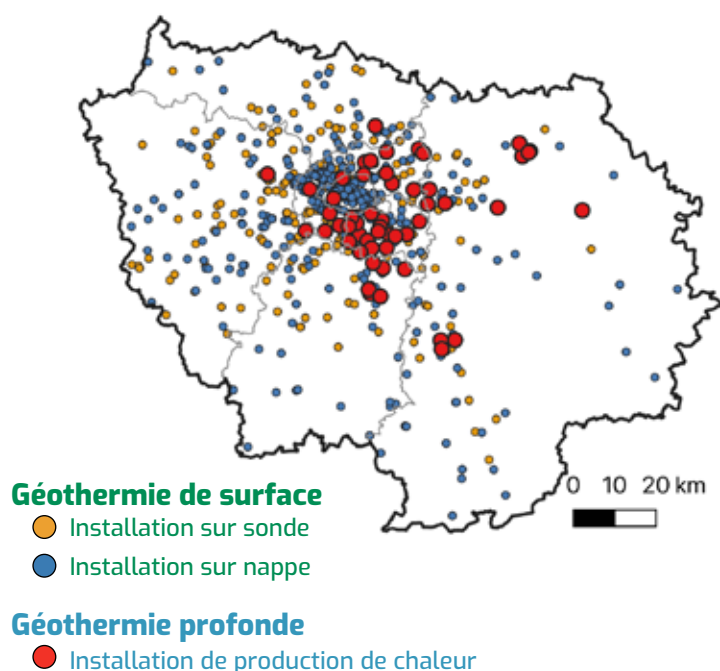 0 10 20 km
Géothermie de surface
Installation sur sonde
Installation sur nappe
Géothermie profonde
Installation de production de chaleur